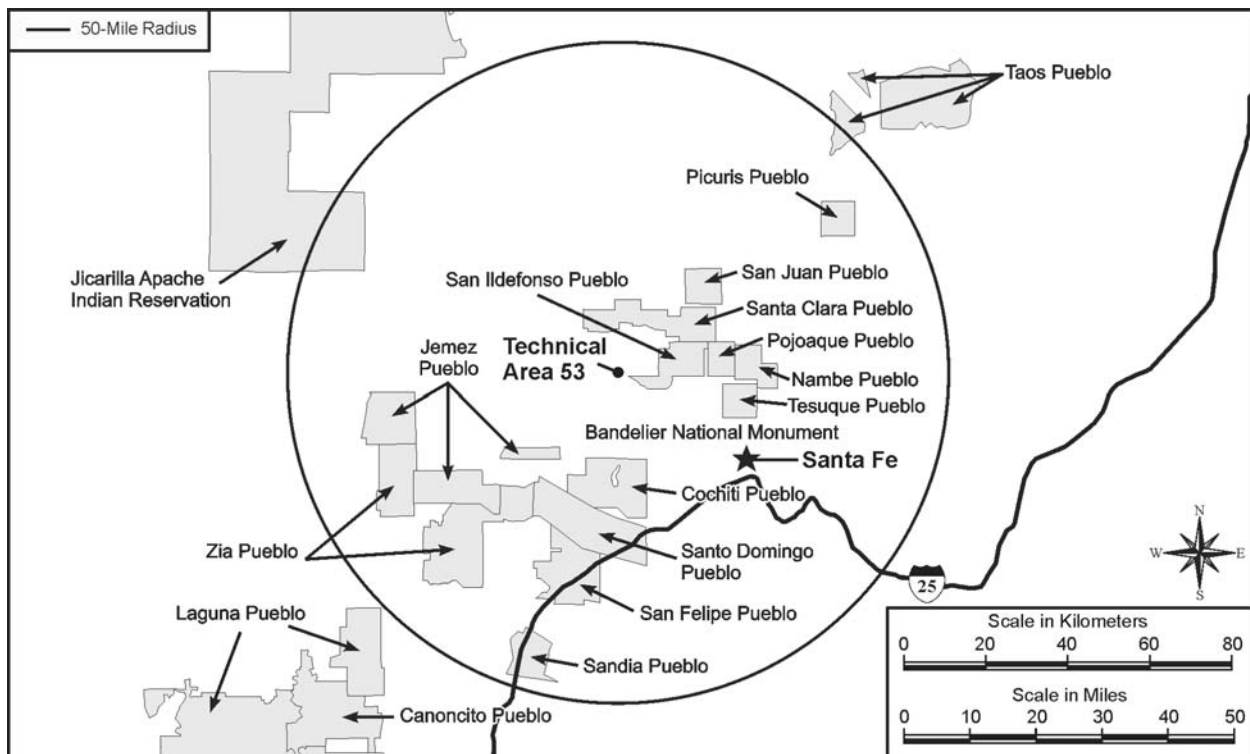 50-Mile Radius
Taos Pueblo
Picuris Pueblo
Jicarilla Apache
Indian Reservation
San Ildefonso Pueblo
San Juan Pueblo
Santa Clara Pueblo
Pojoaque Pueblo
Jemez
Pueblo
Technical
Area 53
Nambe Pueblo
Tesuque Pueblo
Bandelier National Monument
Santa Fe
Cochiti Pueblo
Zia Pueblo
Santo Domingo
Pueblo
Laguna Pueblo
San Felipe Pueblo
Sandia Pueblo
Canoncito Pueblo
25
N
W E
S
Scale in Kilometers
0 20 40 60 80
Scale in Miles
0 10 20 30 40 50